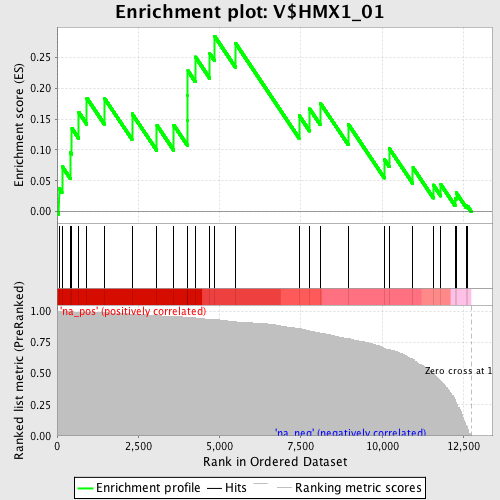 Enrichment plot: V$HMX1_01
Enrichment score (ES)
0.25
0.20
0.15
0.10
0.05
0.00
'na_pos' (positively correlated)
Ranked list metric (PreRanked)
1.00
0.75
0.50
0.25
0.00
Zero cross at 1
'na_neg' (negatively correlated)
0
2,500
5,000
7,500
10,000
12,500
Rank in Ordered Dataset
Enrichment profile
Hits
Ranking metric scores